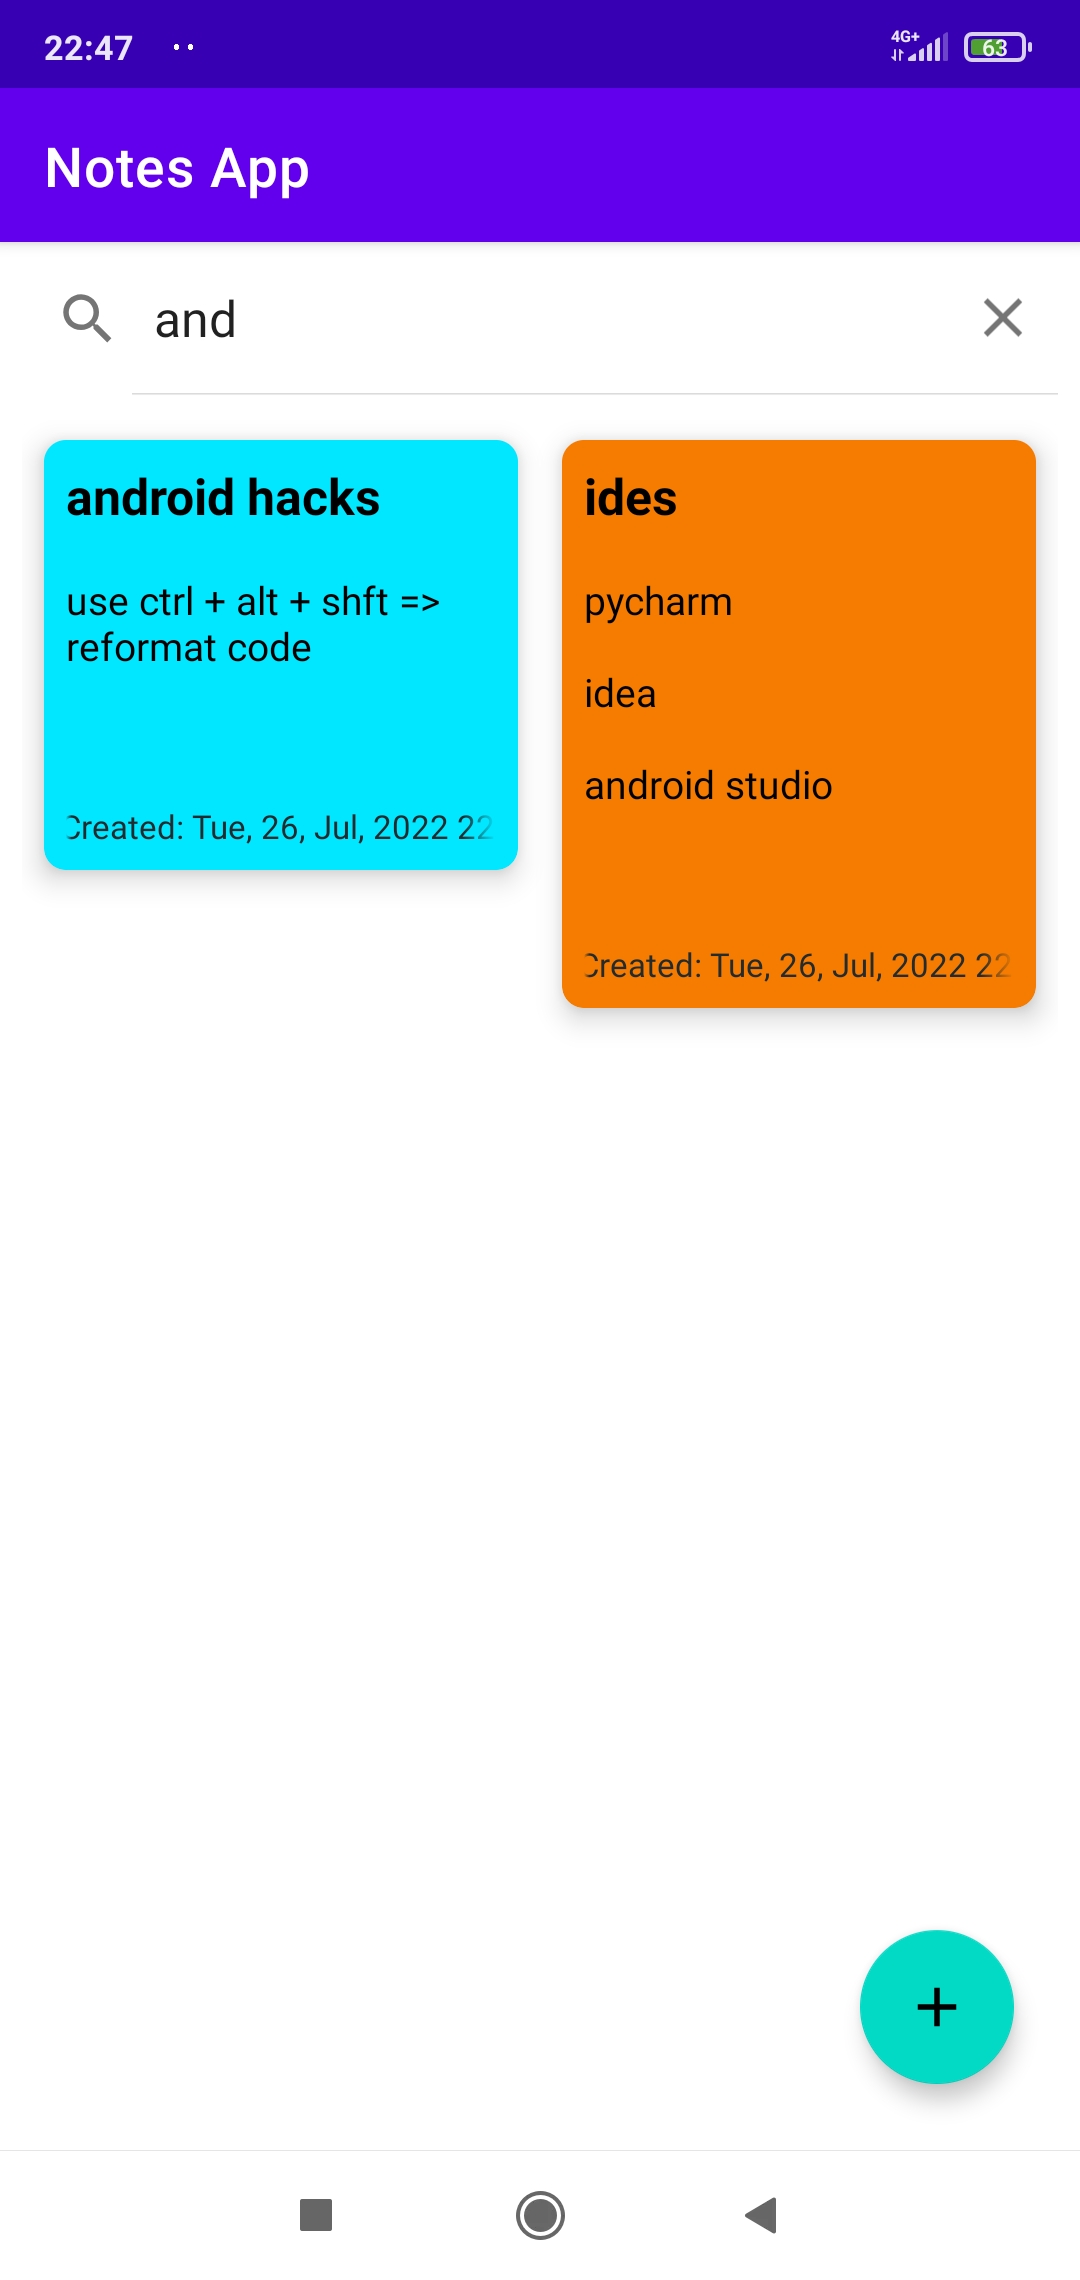 22:47
4G+
63
Notes App
and
android hacks
use ctrl + alt + shft =>
reformat code
Created: Tue, 26, Jul, 2022 22
ides
pycharm
idea
android studio
Created: Tue, 26, Jul, 2022 22